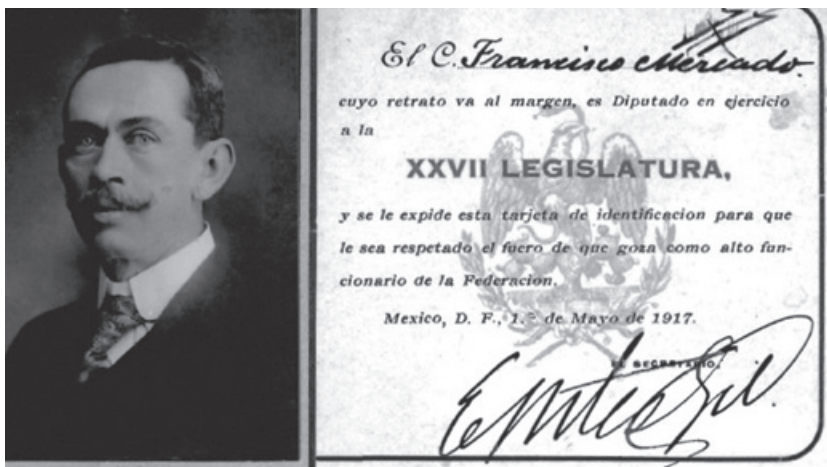 El C. Francisco Mercado.
cuyo retrato va al margen, es Diputado en ejercicio
a la
XXVII LEGISLATURA,
y se le expide esta tarjeta de identificacion para que
le sea respetado el fuero de que goza como alto fun-
cionario de la Federacion.
Mexico, D. F., 1.º de Mayo de 1917.
EL SECRETARIO,